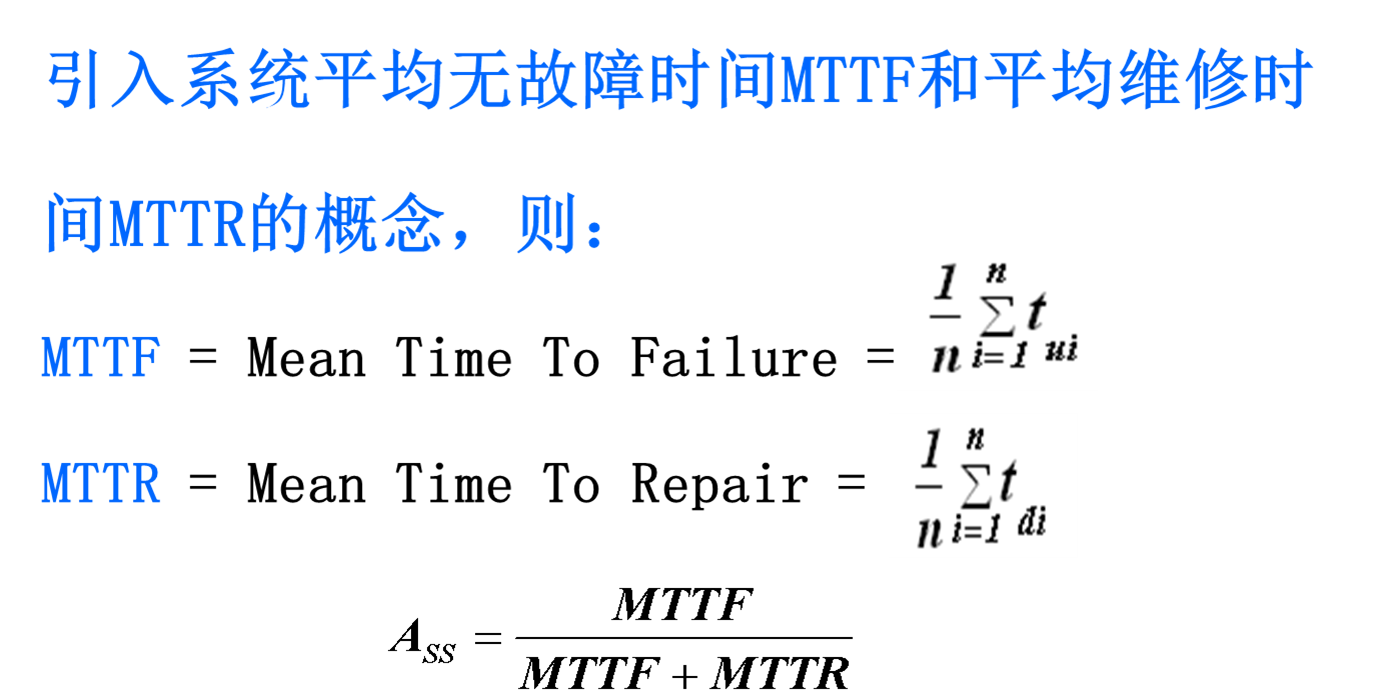 引入系统平均无故障时间MTTF和平均维修时
间MTTR的概念，则：
MTTF = Mean Time To Failure = \frac{1}{n} \sum_{i=1}^{n} t_{ui}
MTTR = Mean Time To Repair = \frac{1}{n} \sum_{i=1}^{n} t_{di}
A_{SS} = \frac{MTTF}{MTTF + MTTR}